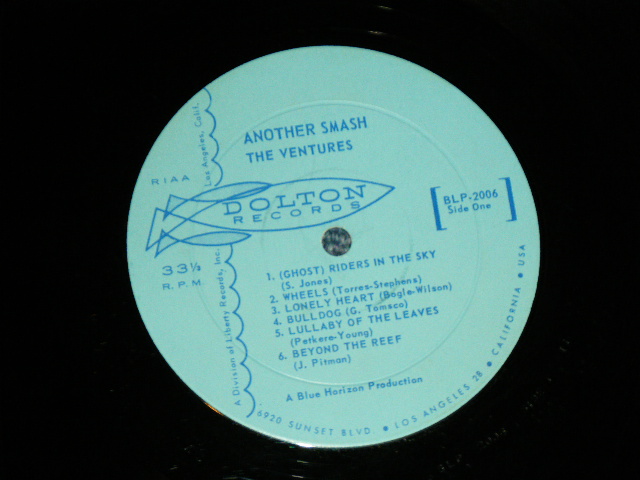 ANOTHER SMASH
THE VENTURES
RIAA
DOLTON
RECORDS
33⅓
R.P.M.
BLP-2006
Side One
1. (GHOST) RIDERS IN THE SKY
(S. Jones)
2. WHEELS (Torres-Stephens)
3. LONELY HEART (Bogle-Wilson)
4. BULLDOG (G. Tomsco)
5. LULLABY OF THE LEAVES
(Petkere-Young)
6. BEYOND THE REEF
(J. Pitman)
A Blue Horizon Production
A Division of Liberty Records, Inc.
Los Angeles, Calif.
6920 SUNSET BLVD. • LOS ANGELES 28 • CALIFORNIA • USA